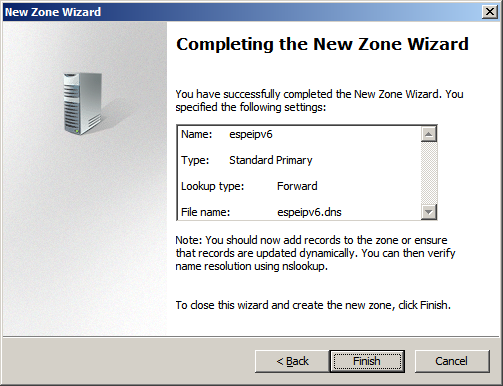 New Zone Wizard
Completing the New Zone Wizard
You have successfully completed the New Zone Wizard. You
specified the following settings:
Name: espeipv6
Type: Standard Primary
Lookup type: Forward
File name: espeipv6.dns
Note: You should now add records to the zone or ensure
that records are updated dynamically. You can then verify
name resolution using nslookup.
To close this wizard and create the new zone, click Finish.
< Back Finish Cancel